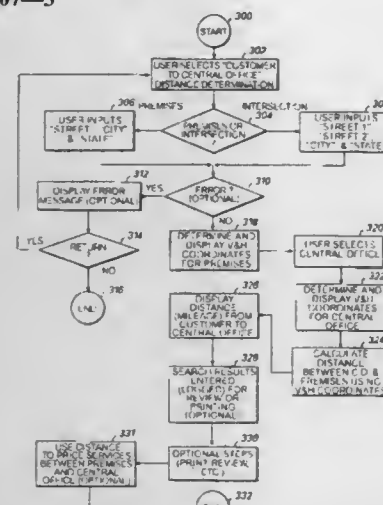 07—3
300
START
302
USER SELECTS "CUSTOMER
TO CENTRAL OFFICE"
DISTANCE DETERMINATION
PREMISES
INTERSECTION
304
PREMISES OR
INTERSECTION
?
306
USER INPUTS
"STREET" "CITY"
& "STATE"
USER INPUTS
"STREET 1"
"STREET 2"
"CITY" & "STATE"
310
ERROR ?
(OPTIONAL)
YES
NO
312
DISPLAY ERROR
MESSAGE (OPTIONAL)
314
RETURN
?
YES
NO
316
END
318
DETERMINE AND
DISPLAY V&H
COORDINATES
FOR PREMISES
320
USER SELECTS
CENTRAL OFFICE
322
DETERMINE AND
DISPLAY V&H
COORDINATES
FOR CENTRAL
OFFICE
324
CALCULATE
DISTANCE
BETWEEN C.O. &
PREMISES USING
V&H COORDINATES
326
DISPLAY
DISTANCE
(MILEAGE) FROM
CUSTOMER TO
CENTRAL OFFICE
328
SEARCH RESULTS
ENTERED
(LOGGED) FOR
REVIEW OR
PRINTING
(OPTIONAL
330
OPTIONAL STEPS
(PRINT REVIEW,
ETC.)
331
USE DISTANCE
TO PRICE SERVICES
BETWEEN PREMISES
AND CENTRAL
OFFICE (OPTIONAL)
332